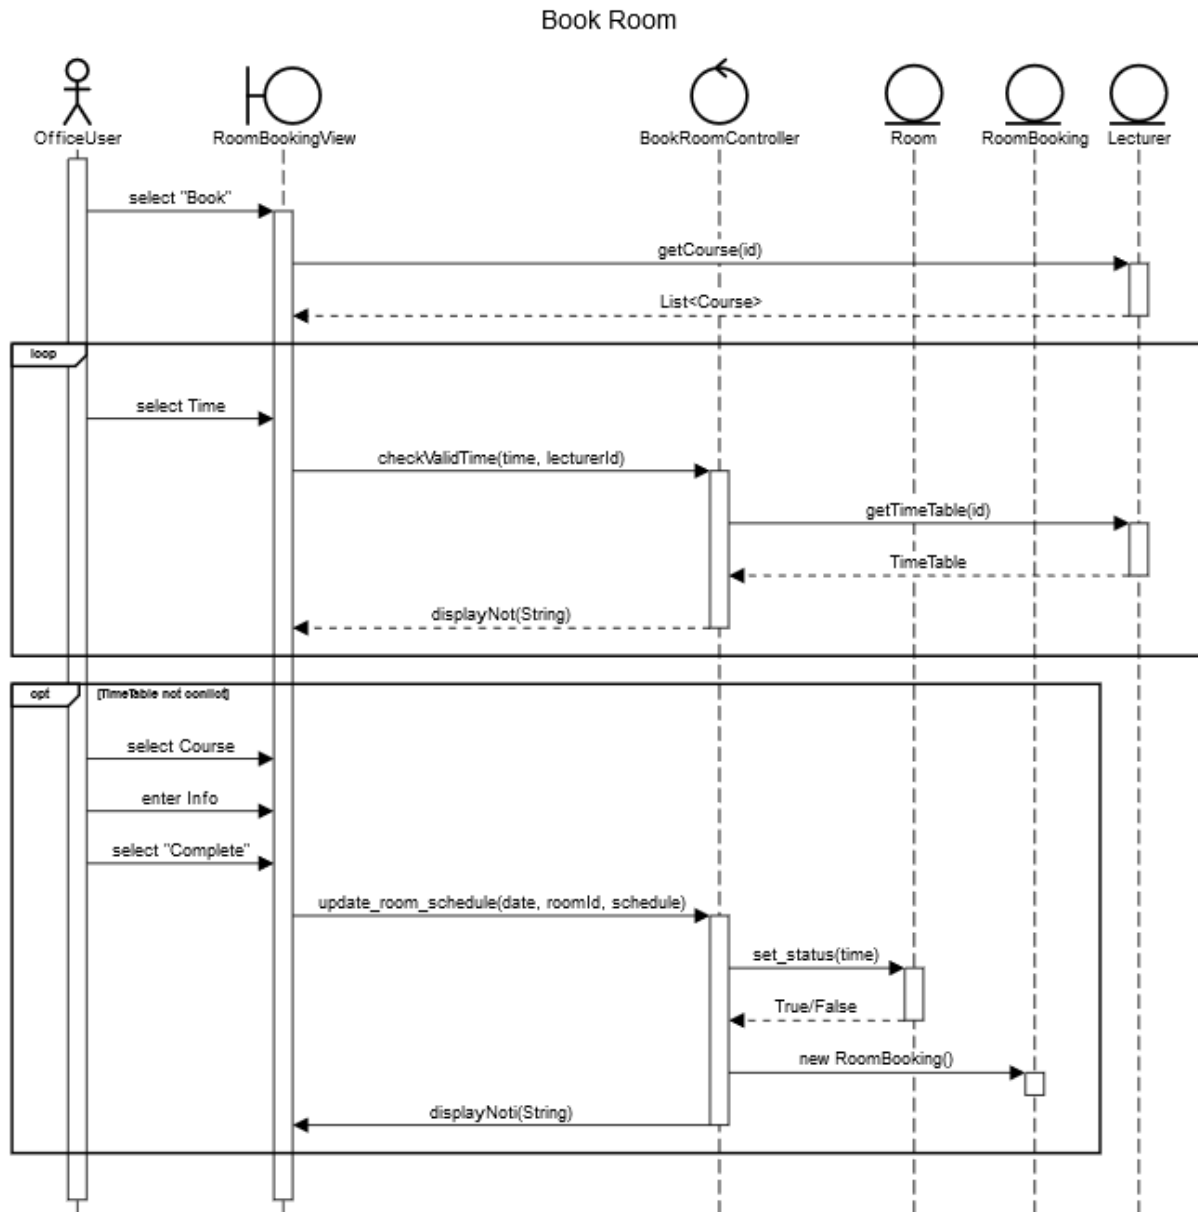 Book Room
OfficeUser
RoomBookingView
BookRoomController
Room
RoomBooking
Lecturer
select "Book"
getCourse(id)
List<Course>
loop
select Time
checkValidTime(time, lecturerId)
getTimeTable(id)
TimeTable
displayNot(String)
opt
[TimeTable not conlict]
select Course
enter Info
select "Complete"
update_room_schedule(date, roomId, schedule)
set_status(time)
True/False
new RoomBooking()
displayNoti(String)